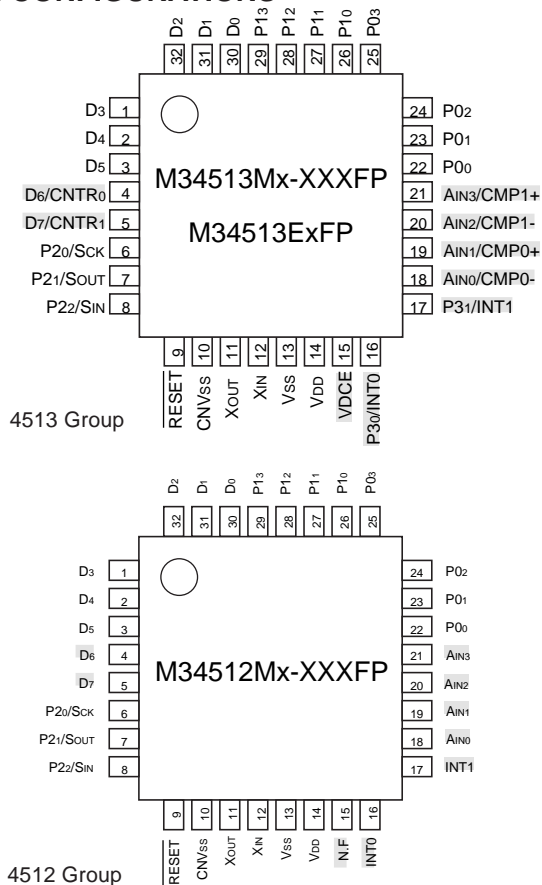 D2 D1 D0 P13 P12 P11 P10 P03
32 31 30 29 28 27 26 25
D3 1 24 P02
D4 2 23 P01
D5 3 22 P00
M34513Mx-XXXFP
D6/CNTR0 4 21 AIN3/CMP1+
D7/CNTR1 5 20 AIN2/CMP1-
M34513ExFP
P20/SCK 6 19 AIN1/CMP0+
P21/SOUT 7 18 AIN0/CMP0-
P22/SIN 8 17 P31/INT1
9 10 11 12 13 14 15 16
RESET CNVSS XOUT XIN VSS VDD VDCE P30/INT0
4513 Group
D2 D1 D0 P13 P12 P11 P10 P03
32 31 30 29 28 27 26 25
D3 1 24 P02
D4 2 23 P01
D5 3 22 P00
D6 4 21 AIN3
M34512Mx-XXXFP
D7 5 20 AIN2
P20/SCK 6 19 AIN1
P21/SOUT 7 18 AIN0
P22/SIN 8 17 INT1
9 10 11 12 13 14 15 16
RESET CNVSS XOUT XIN VSS VDD N.F INT0
4512 Group